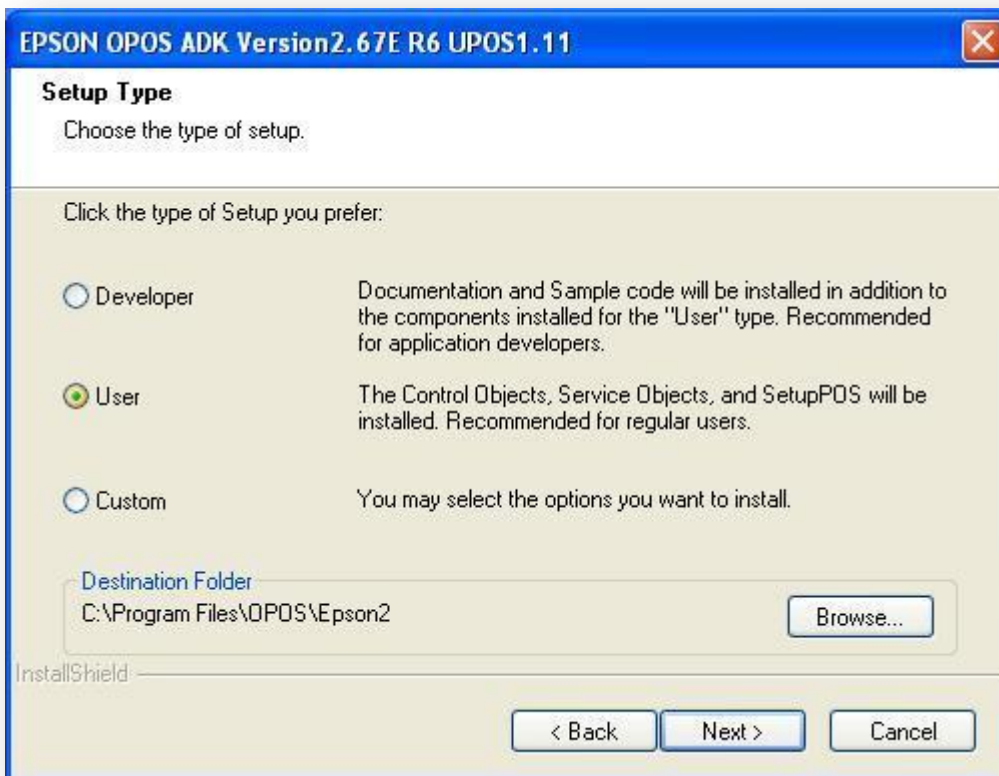 EPSON OPOS ADK Version2.67E R6 UPOS1.11
Setup Type
Choose the type of setup.
Click the type of Setup you prefer:
Developer
Documentation and Sample code will be installed in addition to
the components installed for the "User" type. Recommended
for application developers.
User
The Control Objects, Service Objects, and SetupPOS will be
installed. Recommended for regular users.
Custom
You may select the options you want to install.
Destination Folder
C:\Program Files\OPOS\Epson2
Browse...
InstallShield
< Back
Next >
Cancel